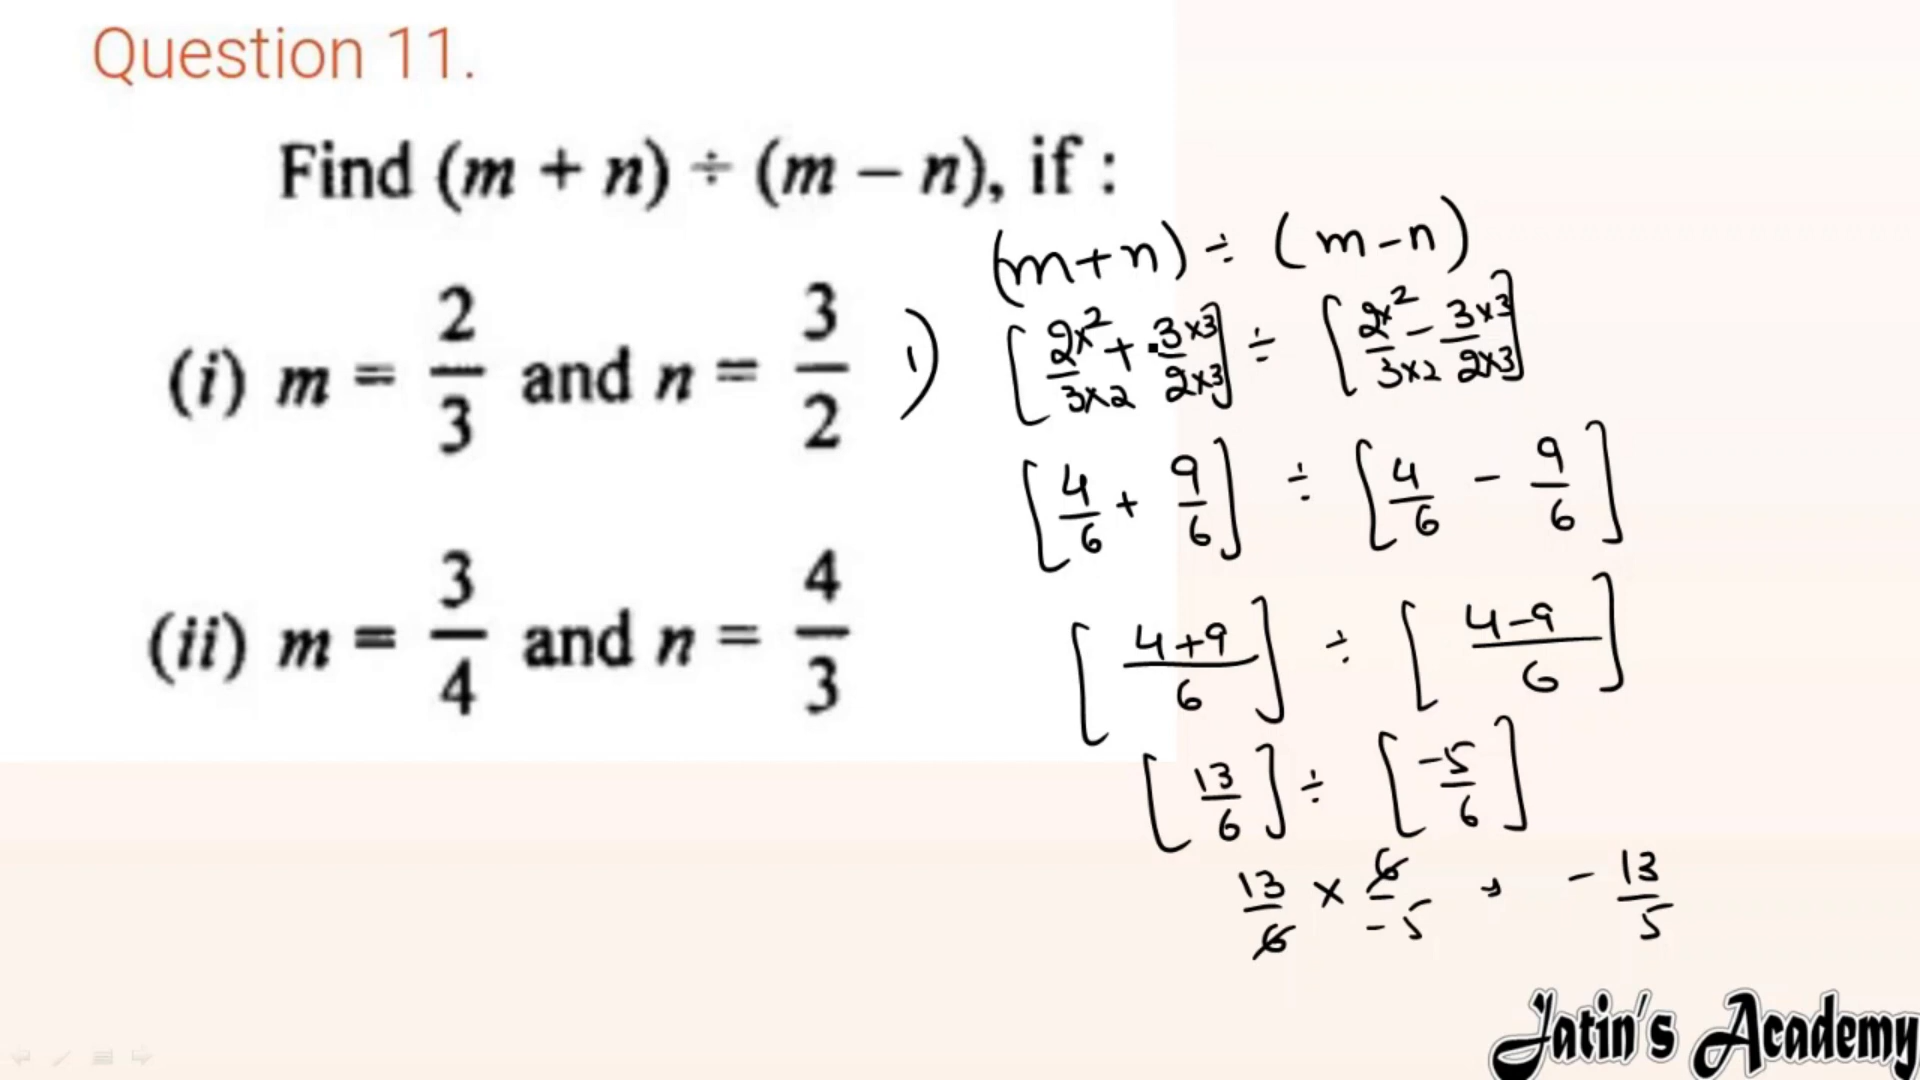 Question 11.
Find (m + n) ÷ (m – n), if :
(i) m = 2/3 and n = 3/2
(ii) m = 3/4 and n = 4/3
(m+n) ÷ (m-n)
i) [2×2/3×2 + 3×3/2×3] ÷ [2×2/3×2 - 3×3/2×3]
[4/6 + 9/6] ÷ [4/6 - 9/6]
[4+9/6] ÷ [4-9/6]
[13/6] ÷ [-5/6]
13/6 × 6/-5 , -13/5
Jatin's Academy